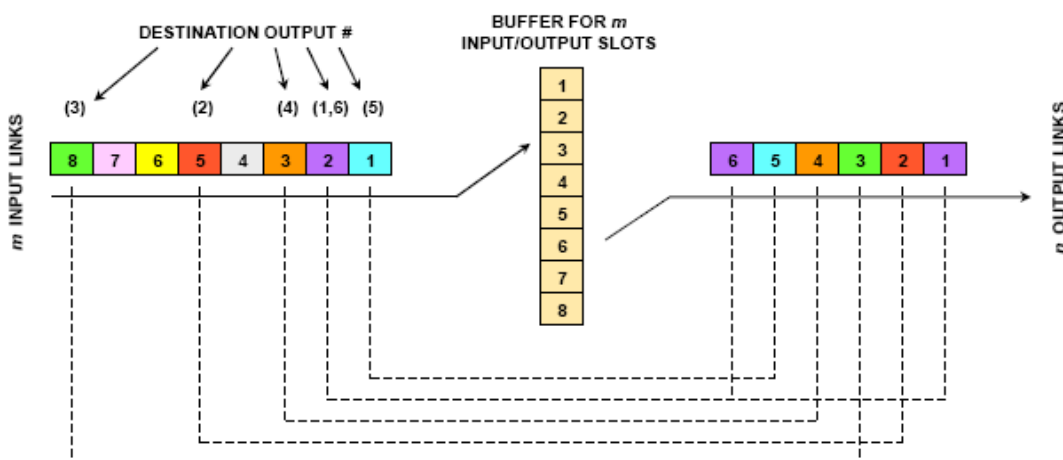 DESTINATION OUTPUT #
BUFFER FOR m
INPUT/OUTPUT SLOTS
(3) (2) (4) (1,6) (5)
m INPUT LINKS
8 7 6 5 4 3 2 1
1
2
3
4
5
6
7
8
6 5 4 3 2 1
n OUTPUT LINKS